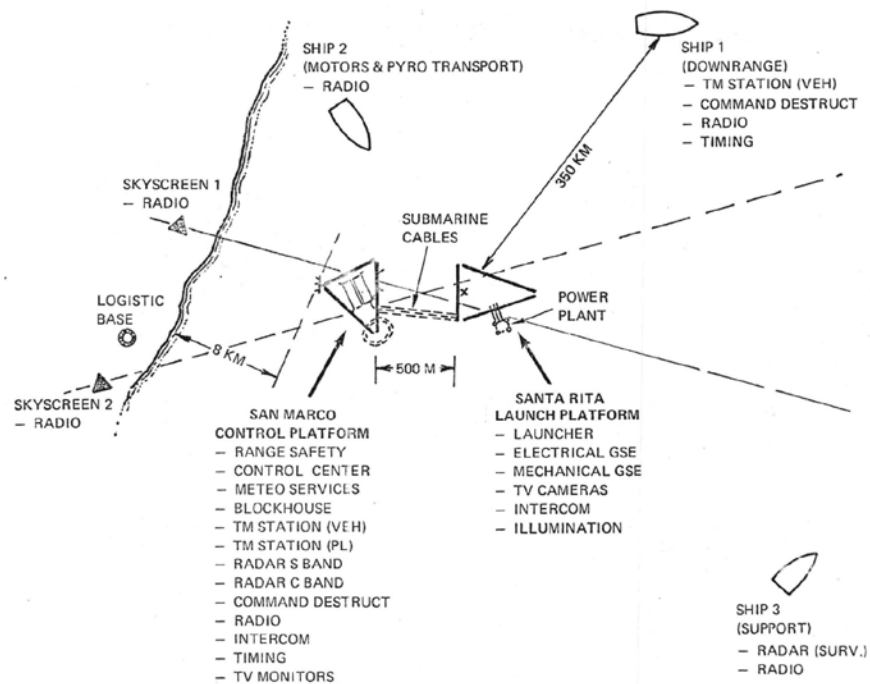 SHIP 2
(MOTORS & PYRO TRANSPORT)
– RADIO
SHIP 1
(DOWNRANGE)
– TM STATION (VEH)
– COMMAND DESTRUCT
– RADIO
– TIMING
350 KM
SKYSCREEN 1
– RADIO
SUBMARINE
CABLES
LOGISTIC
BASE
8 KM
POWER
PLANT
500 M
SKYSCREEN 2
– RADIO
SAN MARCO
CONTROL PLATFORM
– RANGE SAFETY
– CONTROL CENTER
– METEO SERVICES
– BLOCKHOUSE
– TM STATION (VEH)
– TM STATION (PL)
– RADAR S BAND
– RADAR C BAND
– COMMAND DESTRUCT
– RADIO
– INTERCOM
– TIMING
– TV MONITORS
SANTA RITA
LAUNCH PLATFORM
– LAUNCHER
– ELECTRICAL GSE
– MECHANICAL GSE
– TV CAMERAS
– INTERCOM
– ILLUMINATION
SHIP 3
(SUPPORT)
– RADAR (SURV.)
– RADIO